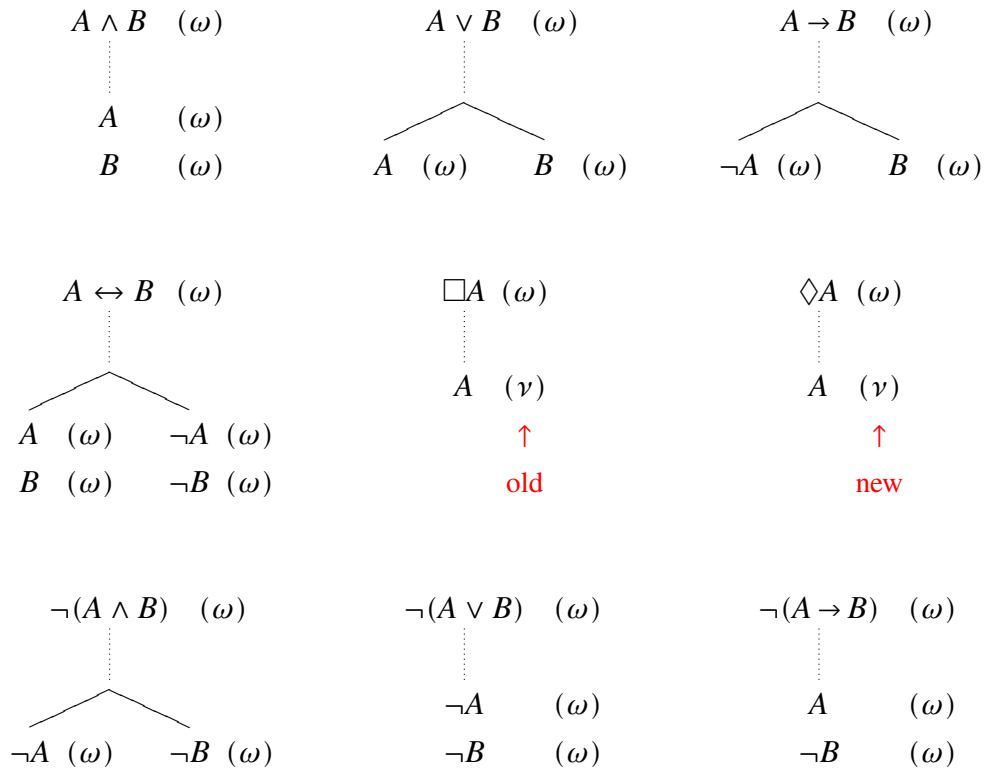 A ∧ B (ω) A ∨ B (ω) A → B (ω)
A (ω)
B (ω) A (ω) B (ω) ¬A (ω) B (ω)
A ↔ B (ω) □A (ω) ◊A (ω)
A (ν) A (ν)
A (ω) ¬A (ω) ↑ ↑
B (ω) ¬B (ω) old new
¬(A ∧ B) (ω) ¬(A ∨ B) (ω) ¬(A → B) (ω)
¬A (ω) A (ω)
¬A (ω) ¬B (ω) ¬B (ω) ¬B (ω)